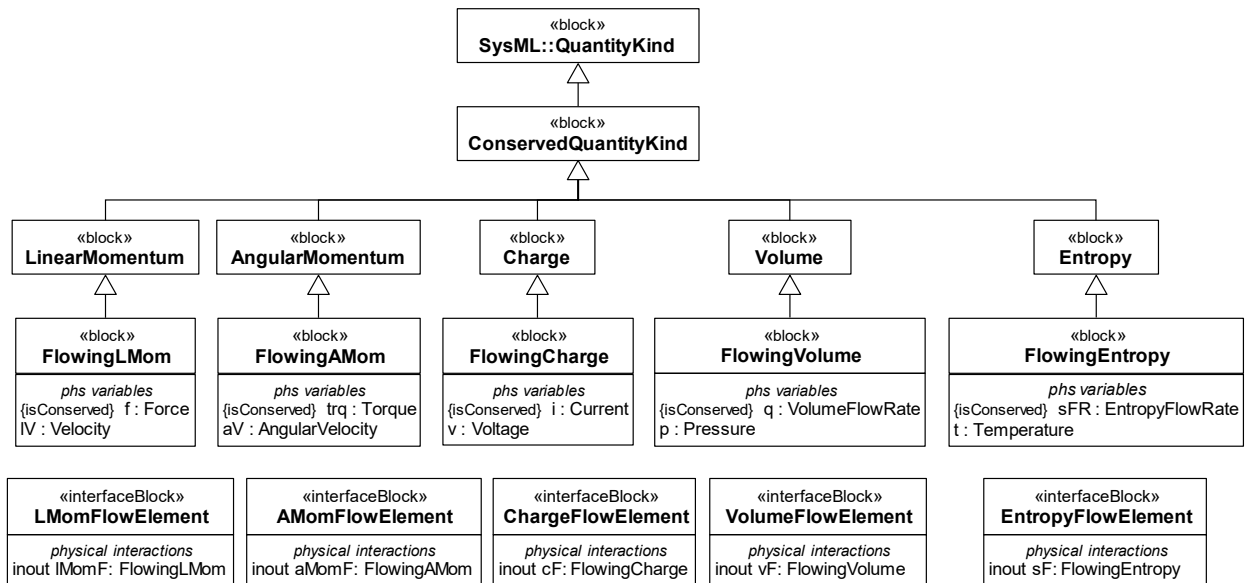 «block»
SysML::QuantityKind
«block»
ConservedQuantityKind
«block»
LinearMomentum
«block»
AngularMomentum
«block»
Charge
«block»
Volume
«block»
Entropy
«block»
FlowingLMom
phs variables
{isConserved} f : Force
lV : Velocity
«block»
FlowingAMom
phs variables
{isConserved} trq : Torque
aV : AngularVelocity
«block»
FlowingCharge
phs variables
{isConserved} i : Current
v : Voltage
«block»
FlowingVolume
phs variables
{isConserved} q : VolumeFlowRate
p : Pressure
«block»
FlowingEntropy
phs variables
{isConserved} sFR : EntropyFlowRate
t : Temperature
«interfaceBlock»
LMomFlowElement
physical interactions
inout lMomF: FlowingLMom
«interfaceBlock»
AMomFlowElement
physical interactions
inout aMomF: FlowingAMom
«interfaceBlock»
ChargeFlowElement
physical interactions
inout cF: FlowingCharge
«interfaceBlock»
VolumeFlowElement
physical interactions
inout vF: FlowingVolume
«interfaceBlock»
EntropyFlowElement
physical interactions
inout sF: FlowingEntropy